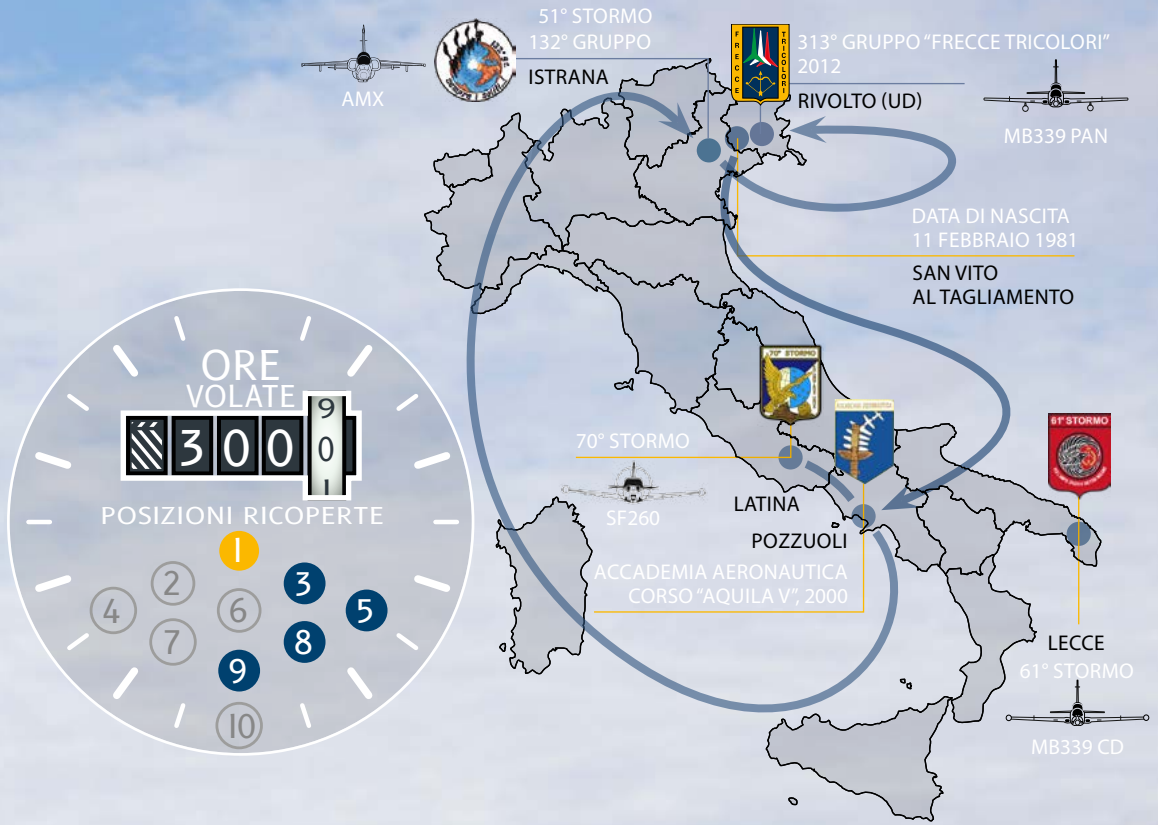 51° STORMO
132° GRUPPO
ISTRANA
AMX
FRECCE
TRICOLORI
313° GRUPPO “FRECCE TRICOLORI”
2012
RIVOLTO (UD)
MB339 PAN
DATA DI NASCITA
11 FEBBRAIO 1981
SAN VITO
AL TAGLIAMENTO
ORE
VOLATE
9
3 0 0 0
1
POSIZIONI RICOPERTE
1
2 3
4 6 5
7 8
9
10
70° STORMO
70° STORMO
SF260
LATINA
POZZUOLI
ACCADEMIA AERONAUTICA
CORSO “AQUILA V”, 2000
61° STORMO
LECCE
61° STORMO
MB339 CD